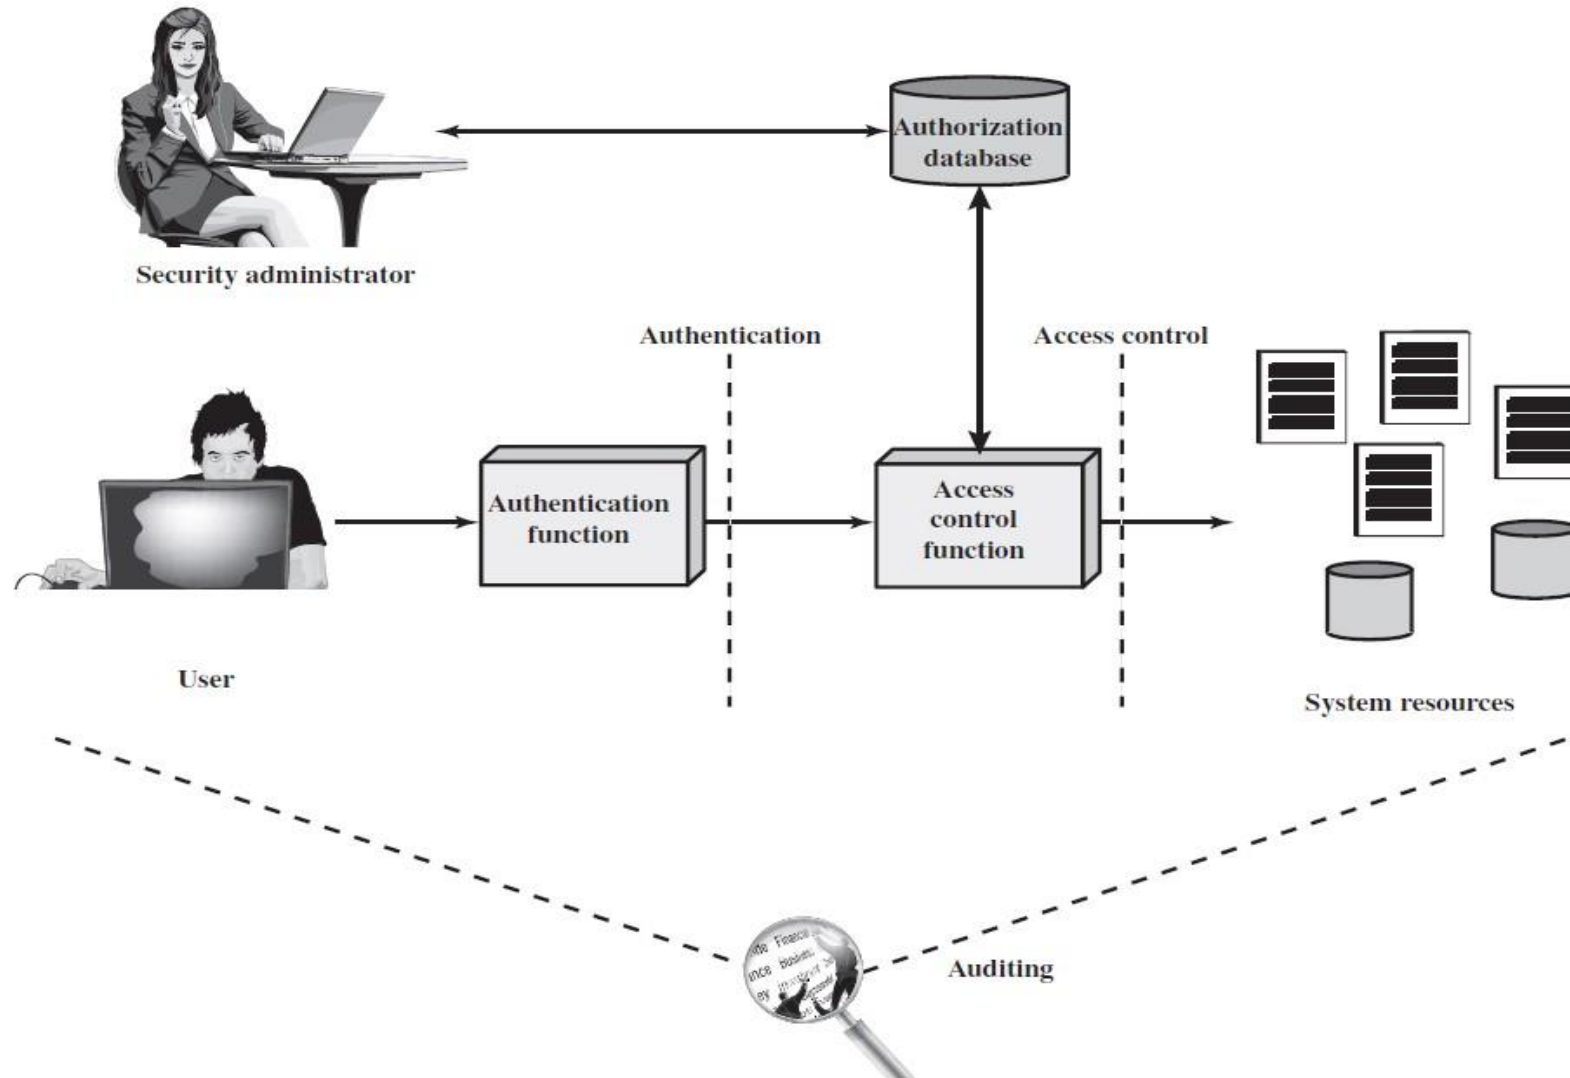 Authorization
database
Security administrator
Authentication
Access control
Authentication
function
Access
control
function
User
System resources
Auditing